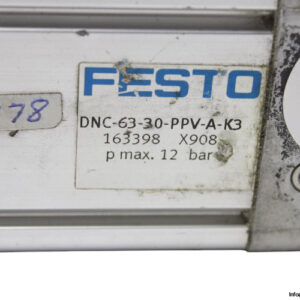 FESTO
78
DNC-63-30-PPV-A-K3
163398 X908
p max. 12 bar